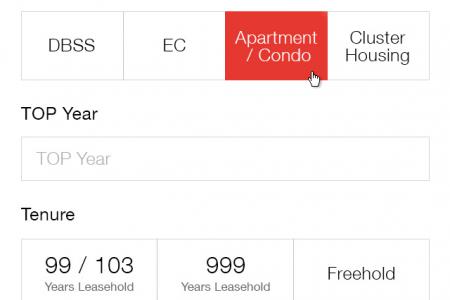 DBSS EC Apartment / Condo Cluster Housing
TOP Year
TOP Year
Tenure
99 / 103 999 Freehold
Years Leasehold Years Leasehold